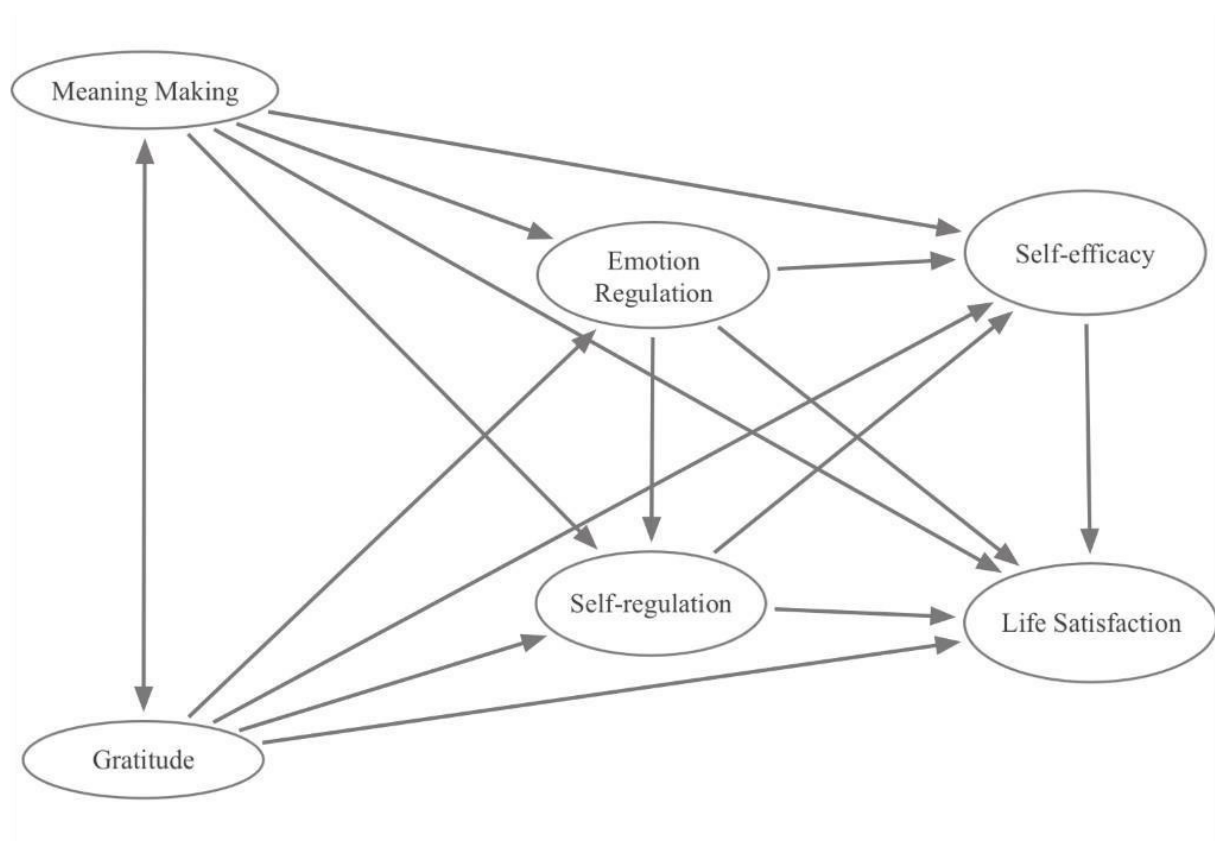 Meaning Making
Emotion
Regulation
Self-efficacy
Self-regulation
Life Satisfaction
Gratitude